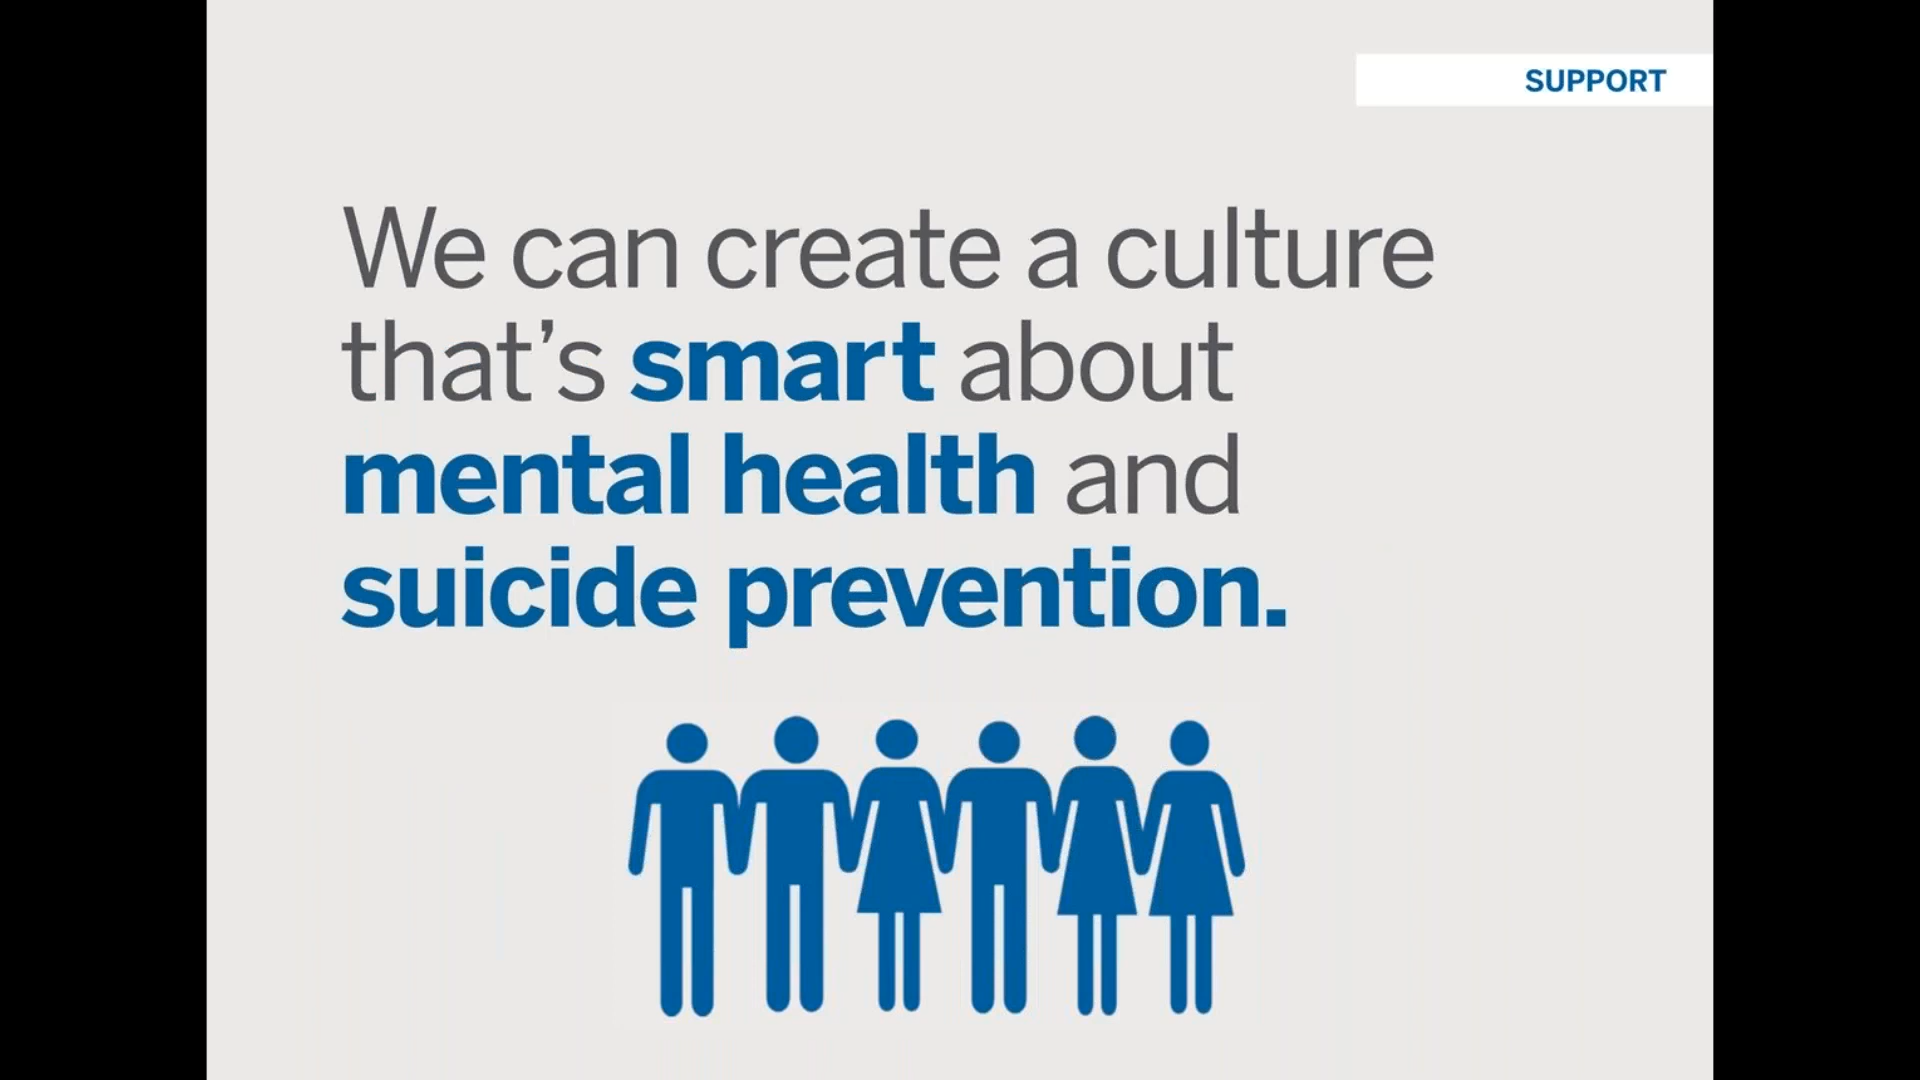 SUPPORT
We can create a culture
that’s smart about
mental health and
suicide prevention.